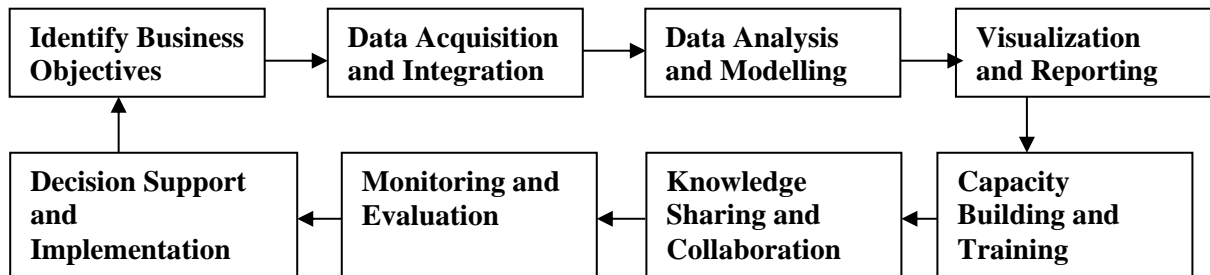 Identify Business
Objectives
Data Acquisition
and Integration
Data Analysis
and Modelling
Visualization
and Reporting
Decision Support
and
Implementation
Monitoring and
Evaluation
Knowledge
Sharing and
Collaboration
Capacity
Building and
Training